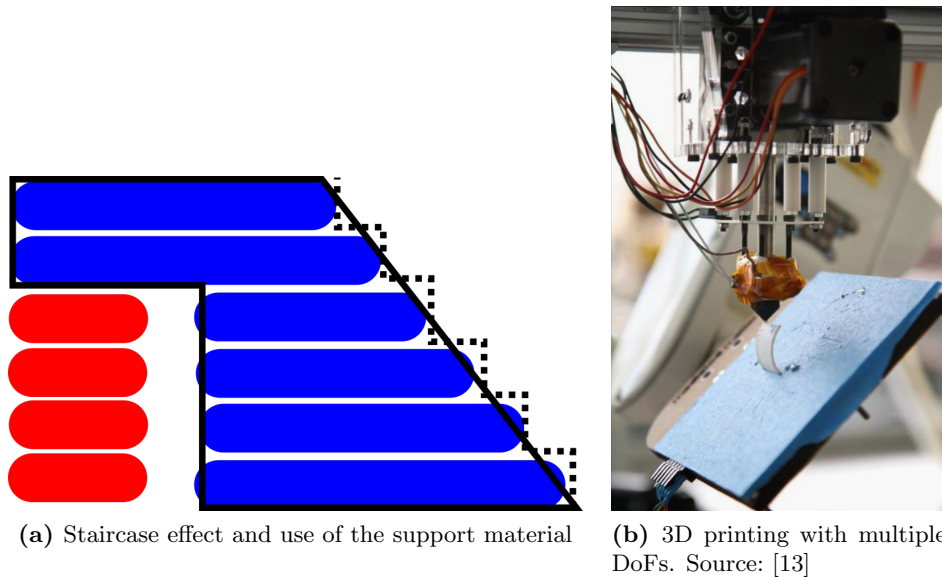 (a) Staircase effect and use of the support material
(b) 3D printing with multiple
DoFs. Source: [13]